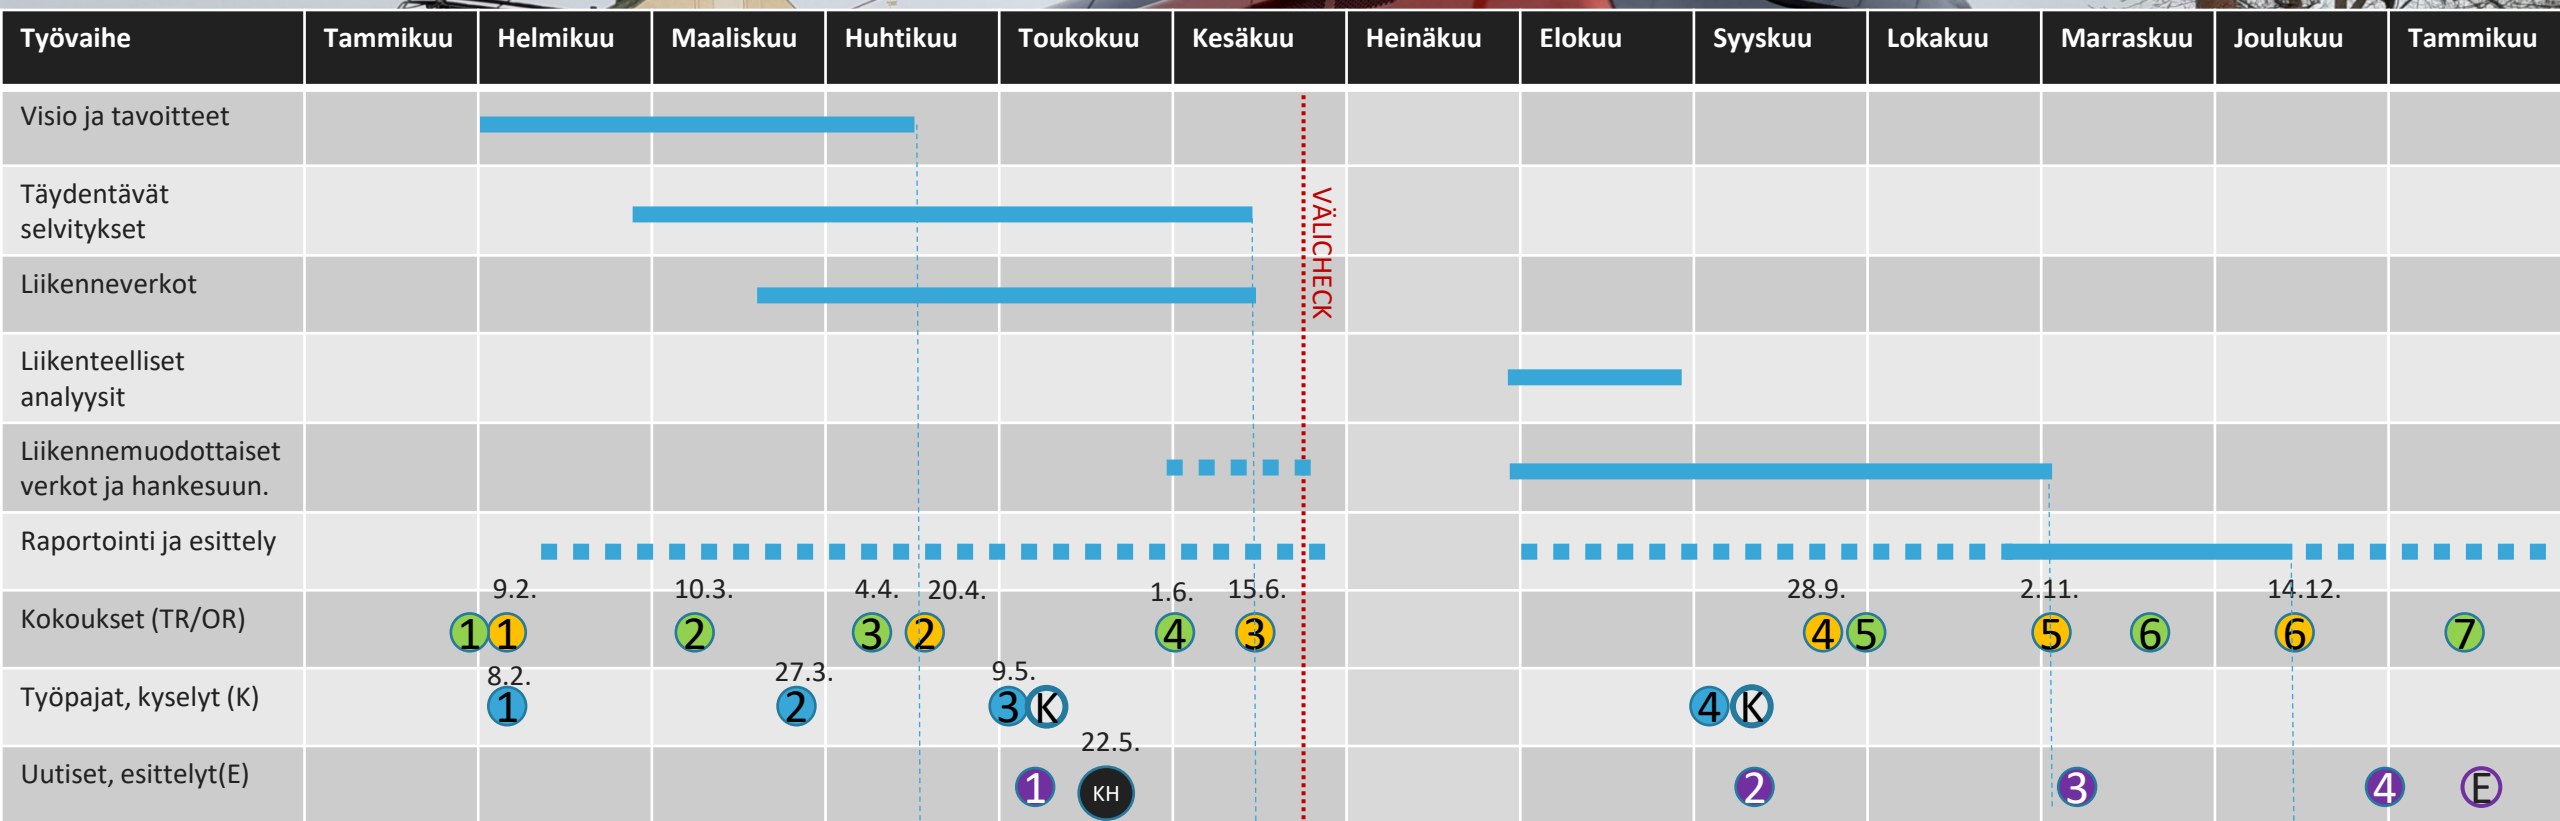 Työvaihe Tammikuu Helmikuu Maaliskuu Huhtikuu Toukokuu Kesäkuu Heinäkuu Elokuu Syyskuu Lokakuu Marraskuu Joulukuu Tammikuu
Visio ja tavoitteet
Täydentävät
selvitykset
VÄLICHECK
Liikenneverkot
Liikenteelliset
analyysit
Liikennemuodottaiset
verkot ja hankesuun.
Raportointi ja esittely
9.2. 10.3. 4.4. 20.4. 1.6. 15.6. 28.9. 2.11. 14.12.
Kokoukset (TR/OR) 1 1 2 3 2 4 3 4 5 5 6 6 7
8.2. 27.3. 9.5.
Työpajat, kyselyt (K) 1 2 3 K 4 K
22.5.
Uutiset, esittelyt(E) 1 KH 2 3 4 E